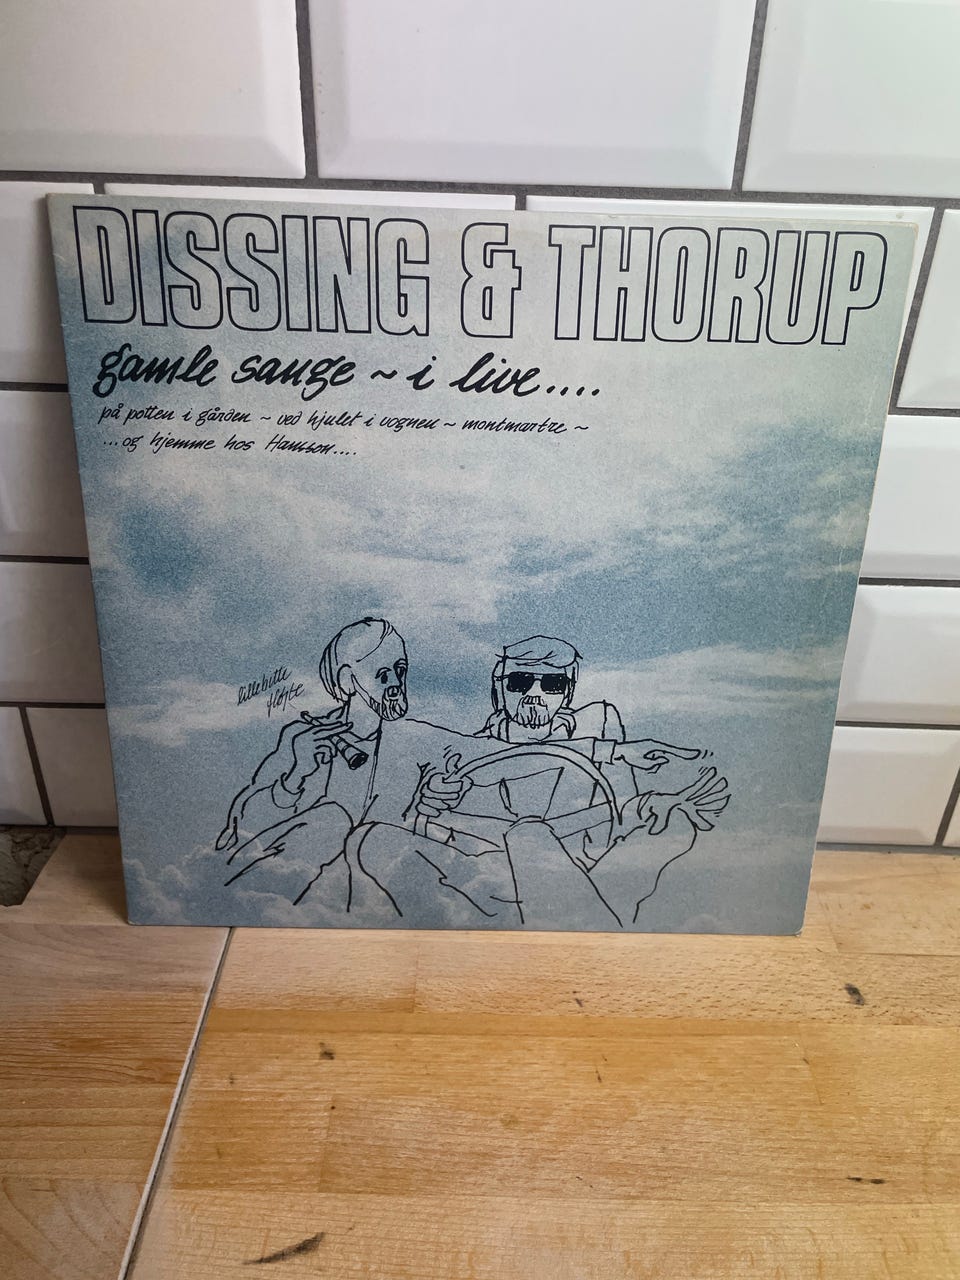 DISSING & THORUP
gamle sange ~ i live....
på potten i gården ~ ved hjulet i vognen ~ montmartre ~
...og hjemme hos Hansson....
lillebitte
fløjte